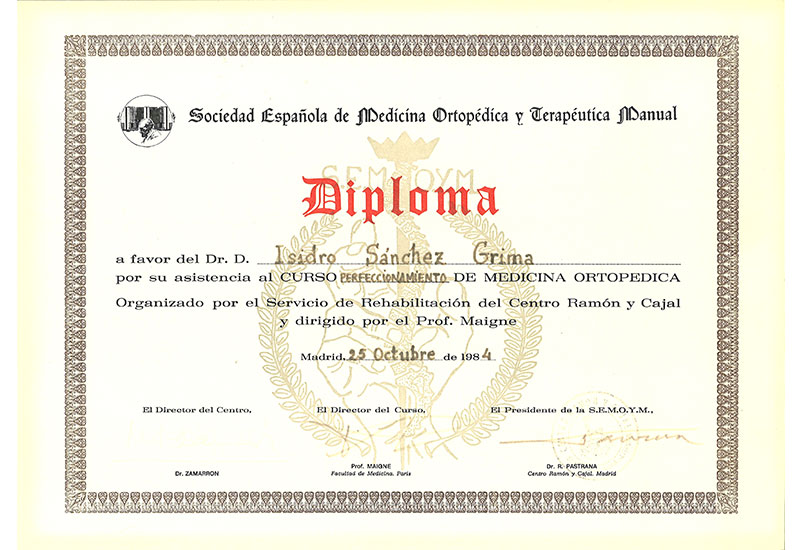 Sociedad Española de Medicina Ortopédica y Terapéutica Manual
S.E.M.O.Y.M
Diploma
a favor del Dr. D. Isidro Sánchez Grima
por su asistencia al CURSO PERFECCIONAMIENTO DE MEDICINA ORTOPEDICA
Organizado por el Servicio de Rehabilitación del Centro Ramón y Cajal
y dirigido por el Prof. Maigne
Madrid, 25 Octubre de 1984
El Director del Centro, El Director del Curso, El Presidente de la S.E.M.O.Y.M.,
Dr. ZAMARRON Prof. MAIGNE Dr. R. PASTRANA
Facultad de Medicina. Paris Centro Ramón y Cajal. Madrid